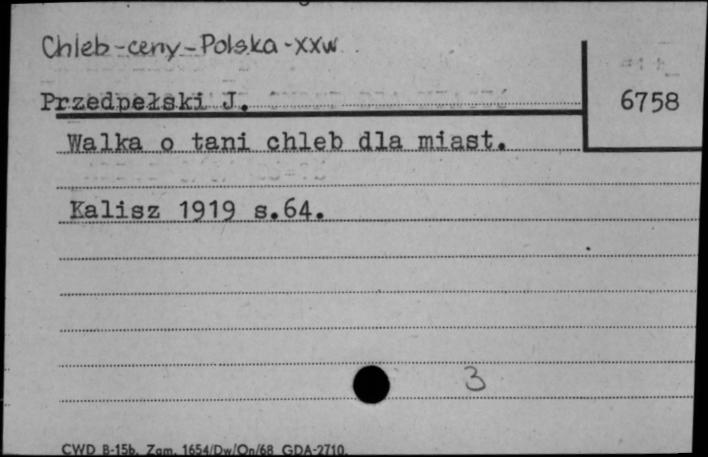 Chleb-ceny-Polska-XXw.
Przedpełski J.
6758
Walka o tani chleb dla miast.
Kalisz 1919 s.64.
3
CWD B-15b. Zam. 1654/Dw/On/68 GDA-2710.